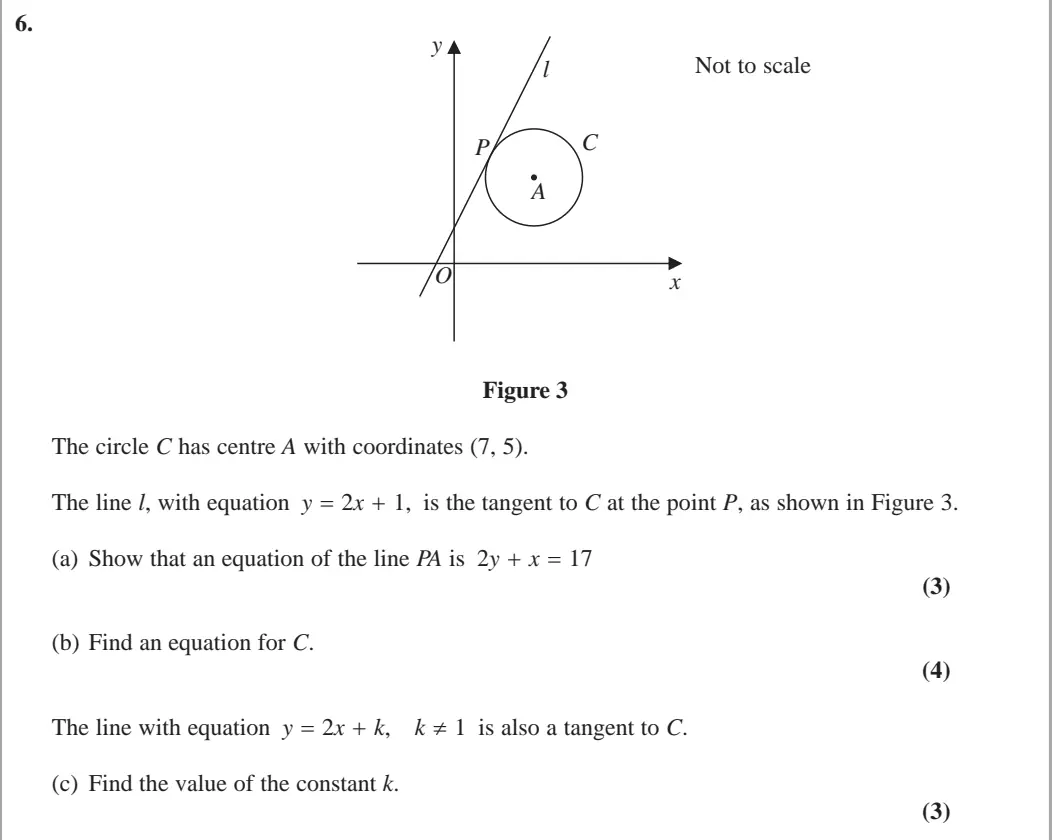 6.
y
l
Not to scale
P
C
A
O
x
Figure 3
The circle C has centre A with coordinates (7, 5).
The line l, with equation y = 2x + 1, is the tangent to C at the point P, as shown in Figure 3.
(a) Show that an equation of the line PA is 2y + x = 17
(3)
(b) Find an equation for C.
(4)
The line with equation y = 2x + k, k ≠ 1 is also a tangent to C.
(c) Find the value of the constant k.
(3)